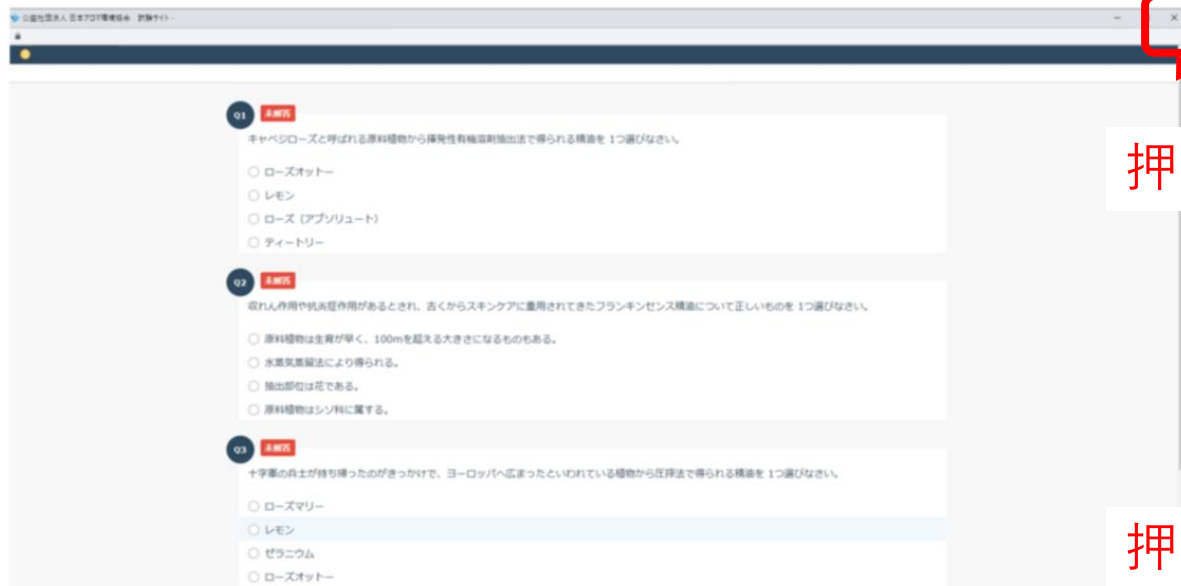 公益社団法人 日本アロマ環境協会 試験サイト -
Q1 未解答
キャベジローズと呼ばれる原料植物から揮発性有機溶剤抽出法で得られる精油を 1つ選びなさい。
ローズオットー
レモン
ローズ（アブソリュート）
ティートリー
押
Q2 未解答
収れん作用や抗炎症作用があるとされ、古くからスキンケアに重用されてきたフランキンセンス精油について正しいものを 1つ選びなさい。
原料植物は生育が早く、100mを超える大きさになるものもある。
水蒸気蒸留法により得られる。
抽出部位は花である。
原料植物はシソ科に属する。
Q3 未解答
十字軍の兵士が持ち帰ったのがきっかけで、ヨーロッパへ広まったといわれている植物から圧搾法で得られる精油を 1つ選びなさい。
ローズマリー
レモン
ゼラニウム
ローズオットー
押